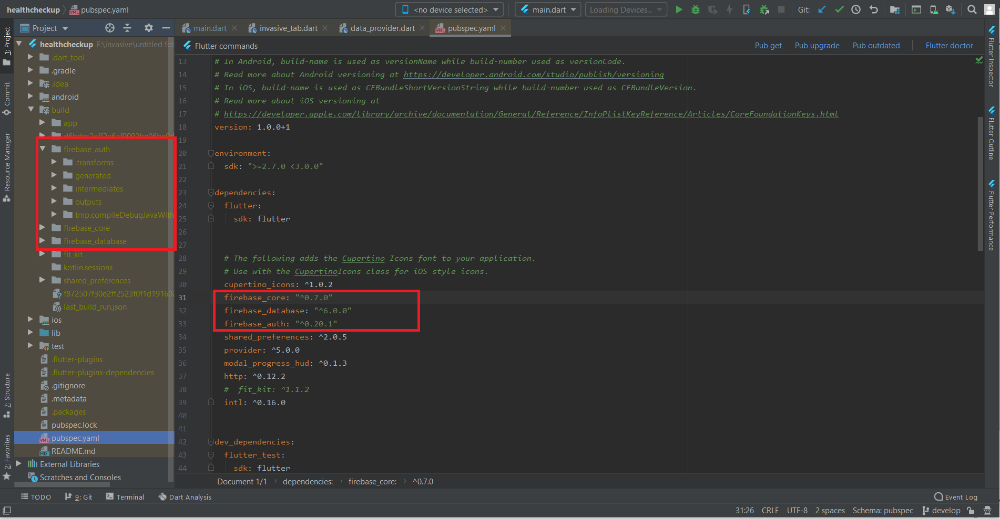 healthcheckup
pubspec.yaml
<no device selected>
main.dart
Loading Devices...
Git:
Project
main.dart
invasive_tab.dart
data_provider.dart
pubspec.yaml
Flutter commands
Pub get
Pub upgrade
Pub outdated
Flutter doctor
1: Project
Commit
Resource Manager
7: Structure
2: Favorites
healthcheckup F:\invasive\untitled fol
.dart_tool
.gradle
.idea
android
build
app
firebase_auth
.transforms
generated
intermediates
outputs
tmp.compileDebugJavaWith
firebase_core
firebase_database
fit_kit
kotlin.sessions
shared_preferences
f872507f30e2ff2523f0f1d191602
last_build_run.json
ios
lib
test
.flutter-plugins
.flutter-plugins-dependencies
.gitignore
.metadata
.packages
pubspec.lock
pubspec.yaml
README.md
External Libraries
Scratches and Consoles
13 # In Android, build-name is used as versionName while build-number used as versionCode.
14 # Read more about Android versioning at https://developer.android.com/studio/publish/versioning
15 # In iOS, build-name is used as CFBundleShortVersionString while build-number used as CFBundleVersion.
16 # Read more about iOS versioning at
17 # https://developer.apple.com/library/archive/documentation/General/Reference/InfoPlistKeyReference/Articles/CoreFoundationKeys.html
18 version: 1.0.0+1
19
20 environment:
21 sdk: ">=2.7.0 <3.0.0"
22
23 dependencies:
24 flutter:
25 sdk: flutter
26
27
28 # The following adds the Cupertino Icons font to your application.
29 # Use with the CupertinoIcons class for iOS style icons.
30 cupertino_icons: ^1.0.2
31 firebase_core: "^0.7.0"
32 firebase_database: "^6.0.0"
33 firebase_auth: "^0.20.1"
34 shared_preferences: ^2.0.5
35 provider: ^5.0.0
36 modal_progress_hud: ^0.1.3
37 http: ^0.12.2
38 # fit_kit: ^1.1.2
39 intl: ^0.16.0
40
41
42 dev_dependencies:
43 flutter_test:
44 sdk: flutter
Flutter Inspector
Flutter Outline
Flutter Performance
Document 1/1 › dependencies: › firebase_core: › ^0.7.0
TODO
9: Git
Terminal
Dart Analysis
Event Log
31:26 CRLF UTF-8 2 spaces Schema: pubspec develop